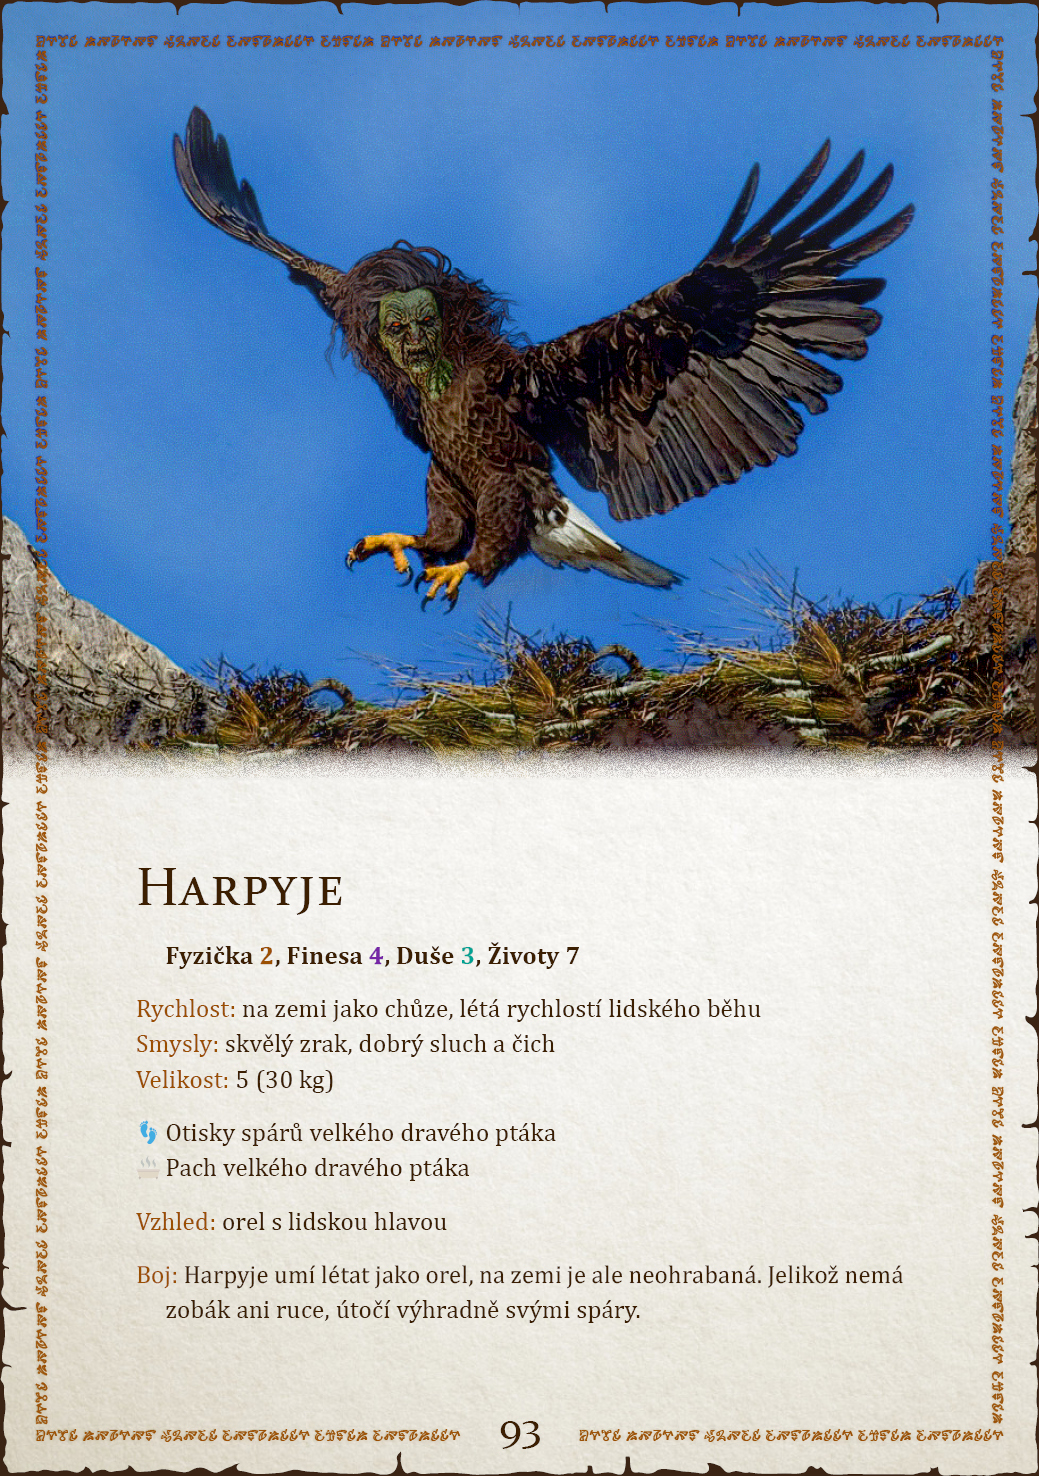 Harpyje
Fyzička 2, Finesa 4, Duše 3, Životy 7
Rychlost: na zemi jako chůze, létá rychlostí lidského běhu
Smysly: skvělý zrak, dobrý sluch a čich
Velikost: 5 (30 kg)
Otisky spárů velkého dravého ptáka
Pach velkého dravého ptáka
Vzhled: orel s lidskou hlavou
Boj: Harpyje umí létat jako orel, na zemi je ale neohrabaná. Jelikož nemá
zobák ani ruce, útočí výhradně svými spáry.
93